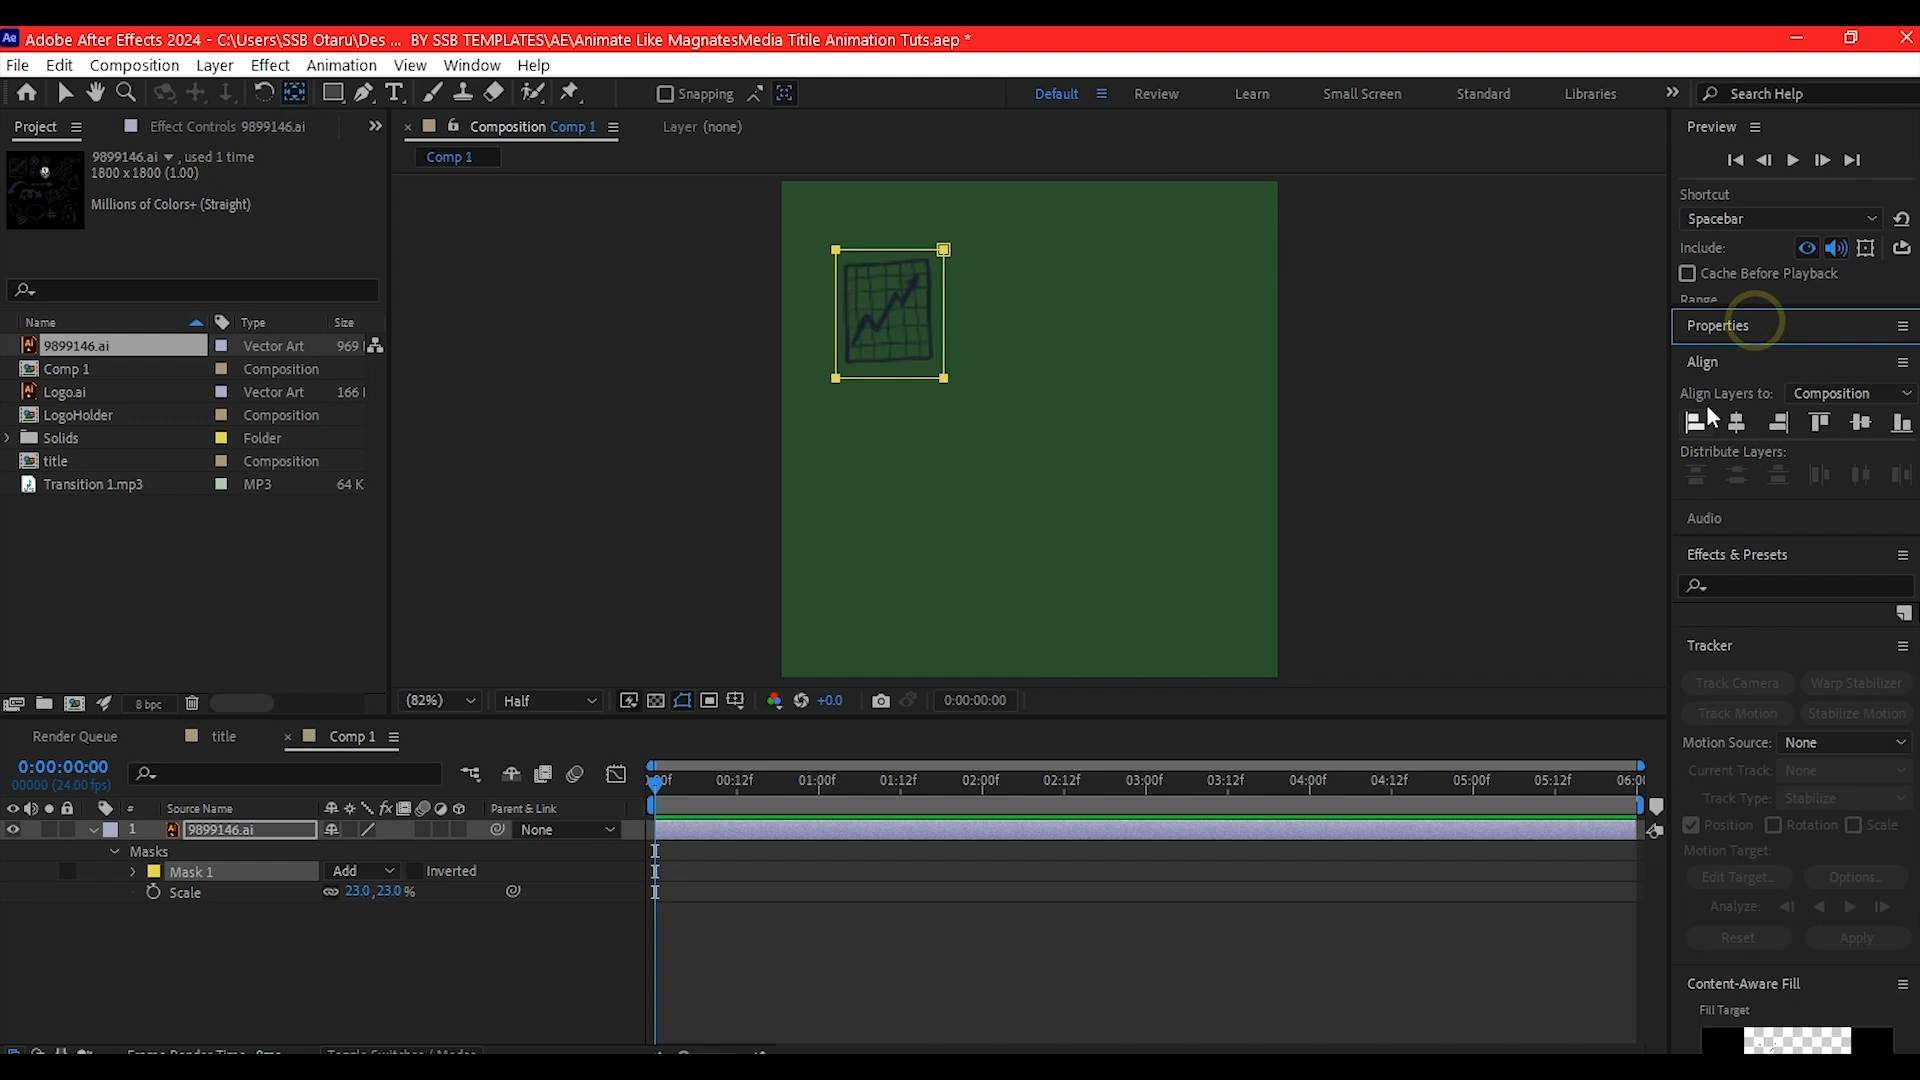 Adobe After Effects 2024 - C:\Users\SSB Otaru\Des ... BY SSB TEMPLATES\AE\Animate Like MagnatesMedia Titile Animation Tuts.aep *
File Edit Composition Layer Effect Animation View Window Help
Snapping Default Review Learn Small Screen Standard Libraries Search Help
Project Effect Controls 9899146.ai Composition Comp 1 Layer (none) Preview
Comp 1
9899146.ai , used 1 time
1800 x 1800 (1.00)
Millions of Colors+ (Straight)
Shortcut
Spacebar
Include:
Cache Before Playback
Range
Properties
Align
Align Layers to: Composition
Distribute Layers:
Audio
Effects & Presets
Name Type Size
9899146.ai Vector Art 969
Comp 1 Composition
Logo.ai Vector Art 166
LogoHolder Composition
Solids Folder
title Composition
Transition 1.mp3 MP3 64 K
8 bpc
(82%) Half +0.0 0:00:00:00
Tracker
Track Camera Warp Stabilizer
Track Motion Stabilize Motion
Motion Source: None
Current Track: None
Track Type: Stabilize
Position Rotation Scale
Motion Target:
Edit Target... Options...
Analyze:
Reset Apply
Content-Aware Fill
Fill Target
Render Queue title Comp 1
0:00:00:00
00000 (24.00 fps)
00:12f 01:00f 01:12f 02:00f 02:12f 03:00f 03:12f 04:00f 04:12f 05:00f 05:12f
# Source Name Parent & Link
1 9899146.ai None
Masks
Mask 1 Add Inverted
Scale 23.0, 23.0 %
Frame Render Time 0ms Toggle Switches / Modes